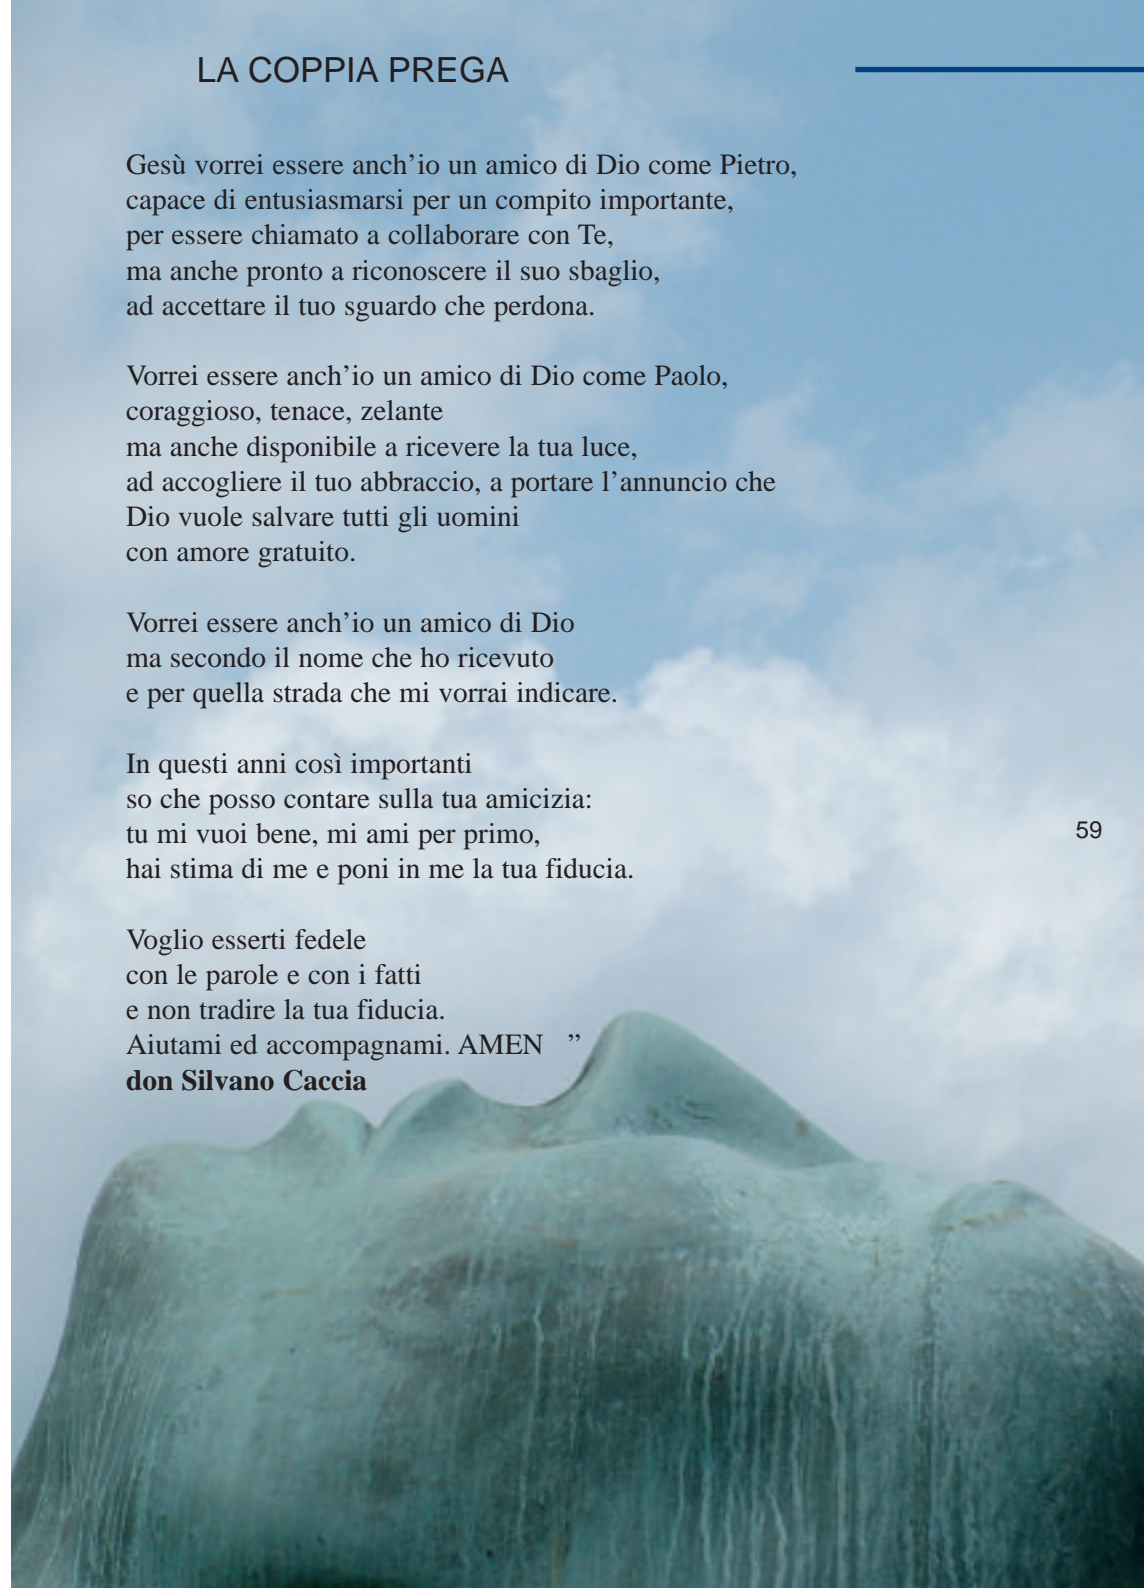 LA COPPIA PREGA
Gesù vorrei essere anch’io un amico di Dio come Pietro,
capace di entusiasmarsi per un compito importante,
per essere chiamato a collaborare con Te,
ma anche pronto a riconoscere il suo sbaglio,
ad accettare il tuo sguardo che perdona.
Vorrei essere anch’io un amico di Dio come Paolo,
coraggioso, tenace, zelante
ma anche disponibile a ricevere la tua luce,
ad accogliere il tuo abbraccio, a portare l’annuncio che
Dio vuole salvare tutti gli uomini
con amore gratuito.
Vorrei essere anch’io un amico di Dio
ma secondo il nome che ho ricevuto
e per quella strada che mi vorrai indicare.
In questi anni così importanti
so che posso contare sulla tua amicizia:
tu mi vuoi bene, mi ami per primo,
hai stima di me e poni in me la tua fiducia.
59
Voglio esserti fedele
con le parole e con i fatti
e non tradire la tua fiducia.
Aiutami ed accompagnami. AMEN ”
don Silvano Caccia